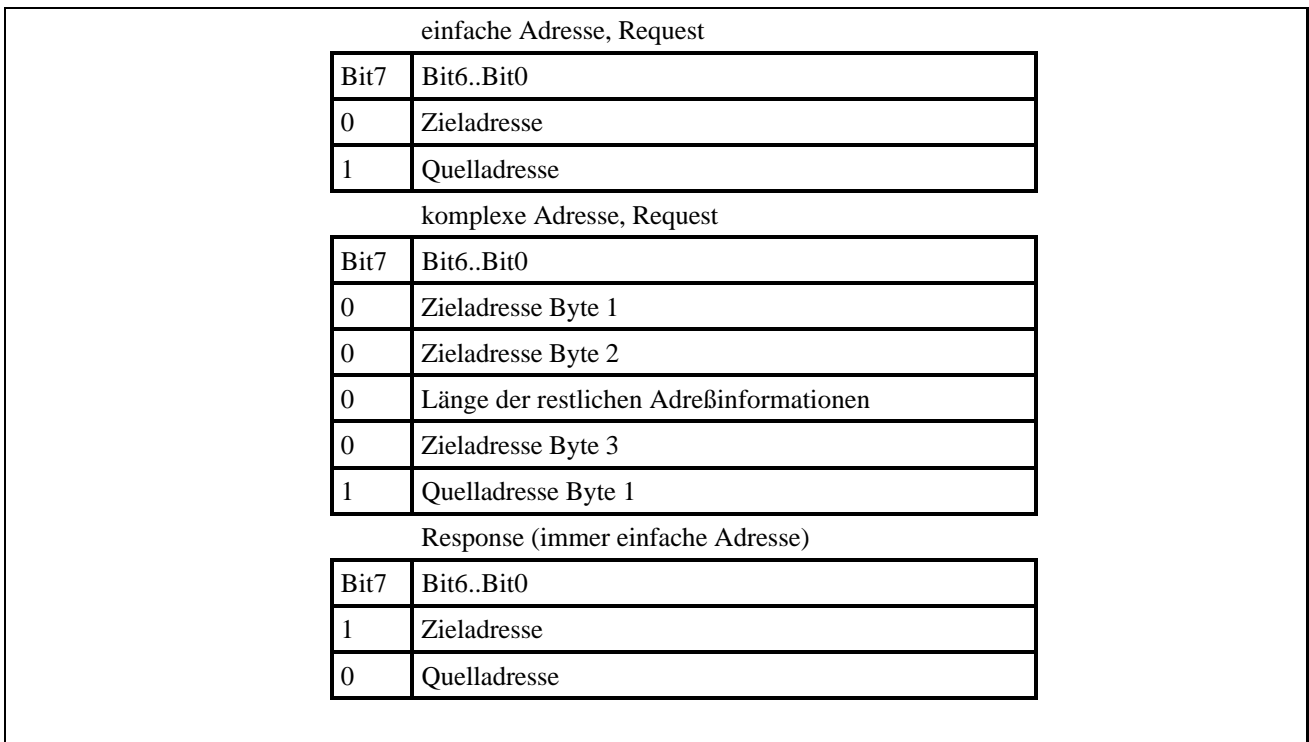 einfache Adresse, Request
Bit7 Bit6..Bit0
0 Zieladresse
1 Quelladresse
komplexe Adresse, Request
Bit7 Bit6..Bit0
0 Zieladresse Byte 1
0 Zieladresse Byte 2
0 Länge der restlichen Adreßinformationen
0 Zieladresse Byte 3
1 Quelladresse Byte 1
Response (immer einfache Adresse)
Bit7 Bit6..Bit0
1 Zieladresse
0 Quelladresse